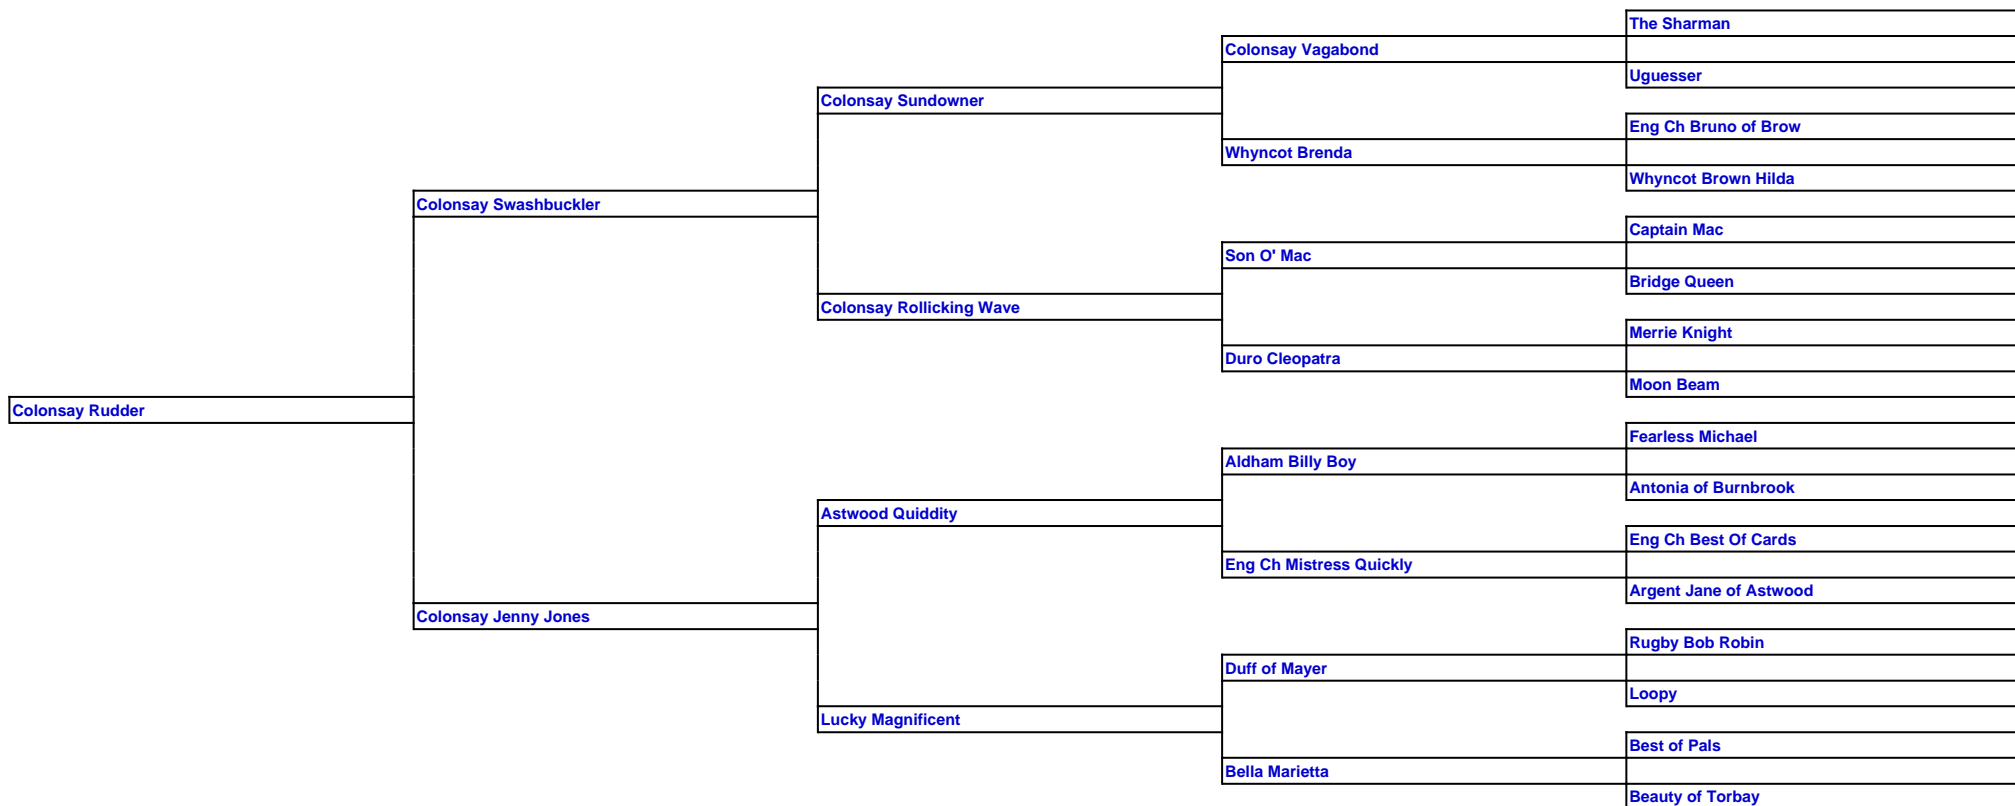 The Sharman
Colonsay Vagabond
Uguesser
Colonsay Sundowner
Eng Ch Bruno of Brow
Whyncot Brenda
Whyncot Brown Hilda
Colonsay Swashbuckler
Captain Mac
Son O' Mac
Bridge Queen
Colonsay Rollicking Wave
Merrie Knight
Duro Cleopatra
Moon Beam
Colonsay Rudder
Fearless Michael
Aldham Billy Boy
Antonia of Burnbrook
Astwood Quiddity
Eng Ch Best Of Cards
Eng Ch Mistress Quickly
Argent Jane of Astwood
Colonsay Jenny Jones
Rugby Bob Robin
Duff of Mayer
Loopy
Lucky Magnificent
Best of Pals
Bella Marietta
Beauty of Torbay